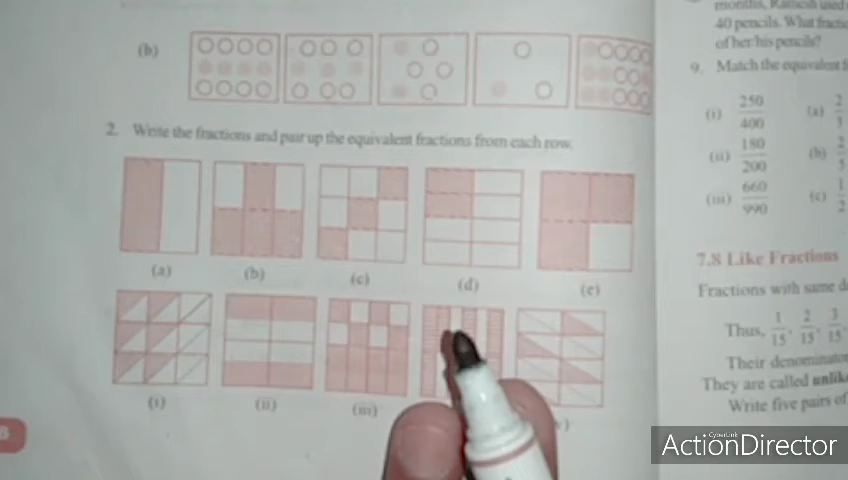 (b)
2. Write the fractions and pair up the equivalent fractions from each row.
(a) (b) (c) (d) (e)
(i) (ii) (iii) v)
months, Ramesh used
40 pencils. What
of her/his pencils?
9. Match the equivalent
(i) 250/400 (a) 2/3
(ii) 180/200 (b) 2/5
(iii) 660/990 (c) 1/2
7.8 Like Fractions
Fractions with same
Thus, 1/15, 2/15, 3/15,
Their
They are called
Write five pairs of
CyberLink
ActionDirector